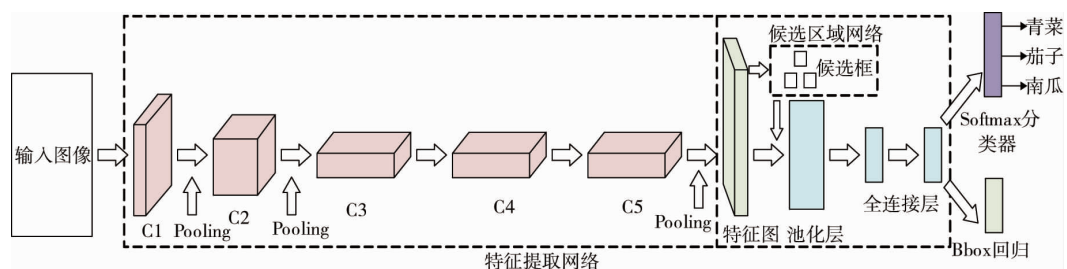 输入图像
C1
Pooling
C2
Pooling
C3
C4
C5
Pooling
特征提取网络
候选区域网络
候选框
特征图
池化层
全连接层
Softmax分
类器
青菜
茄子
南瓜
Bbox回归